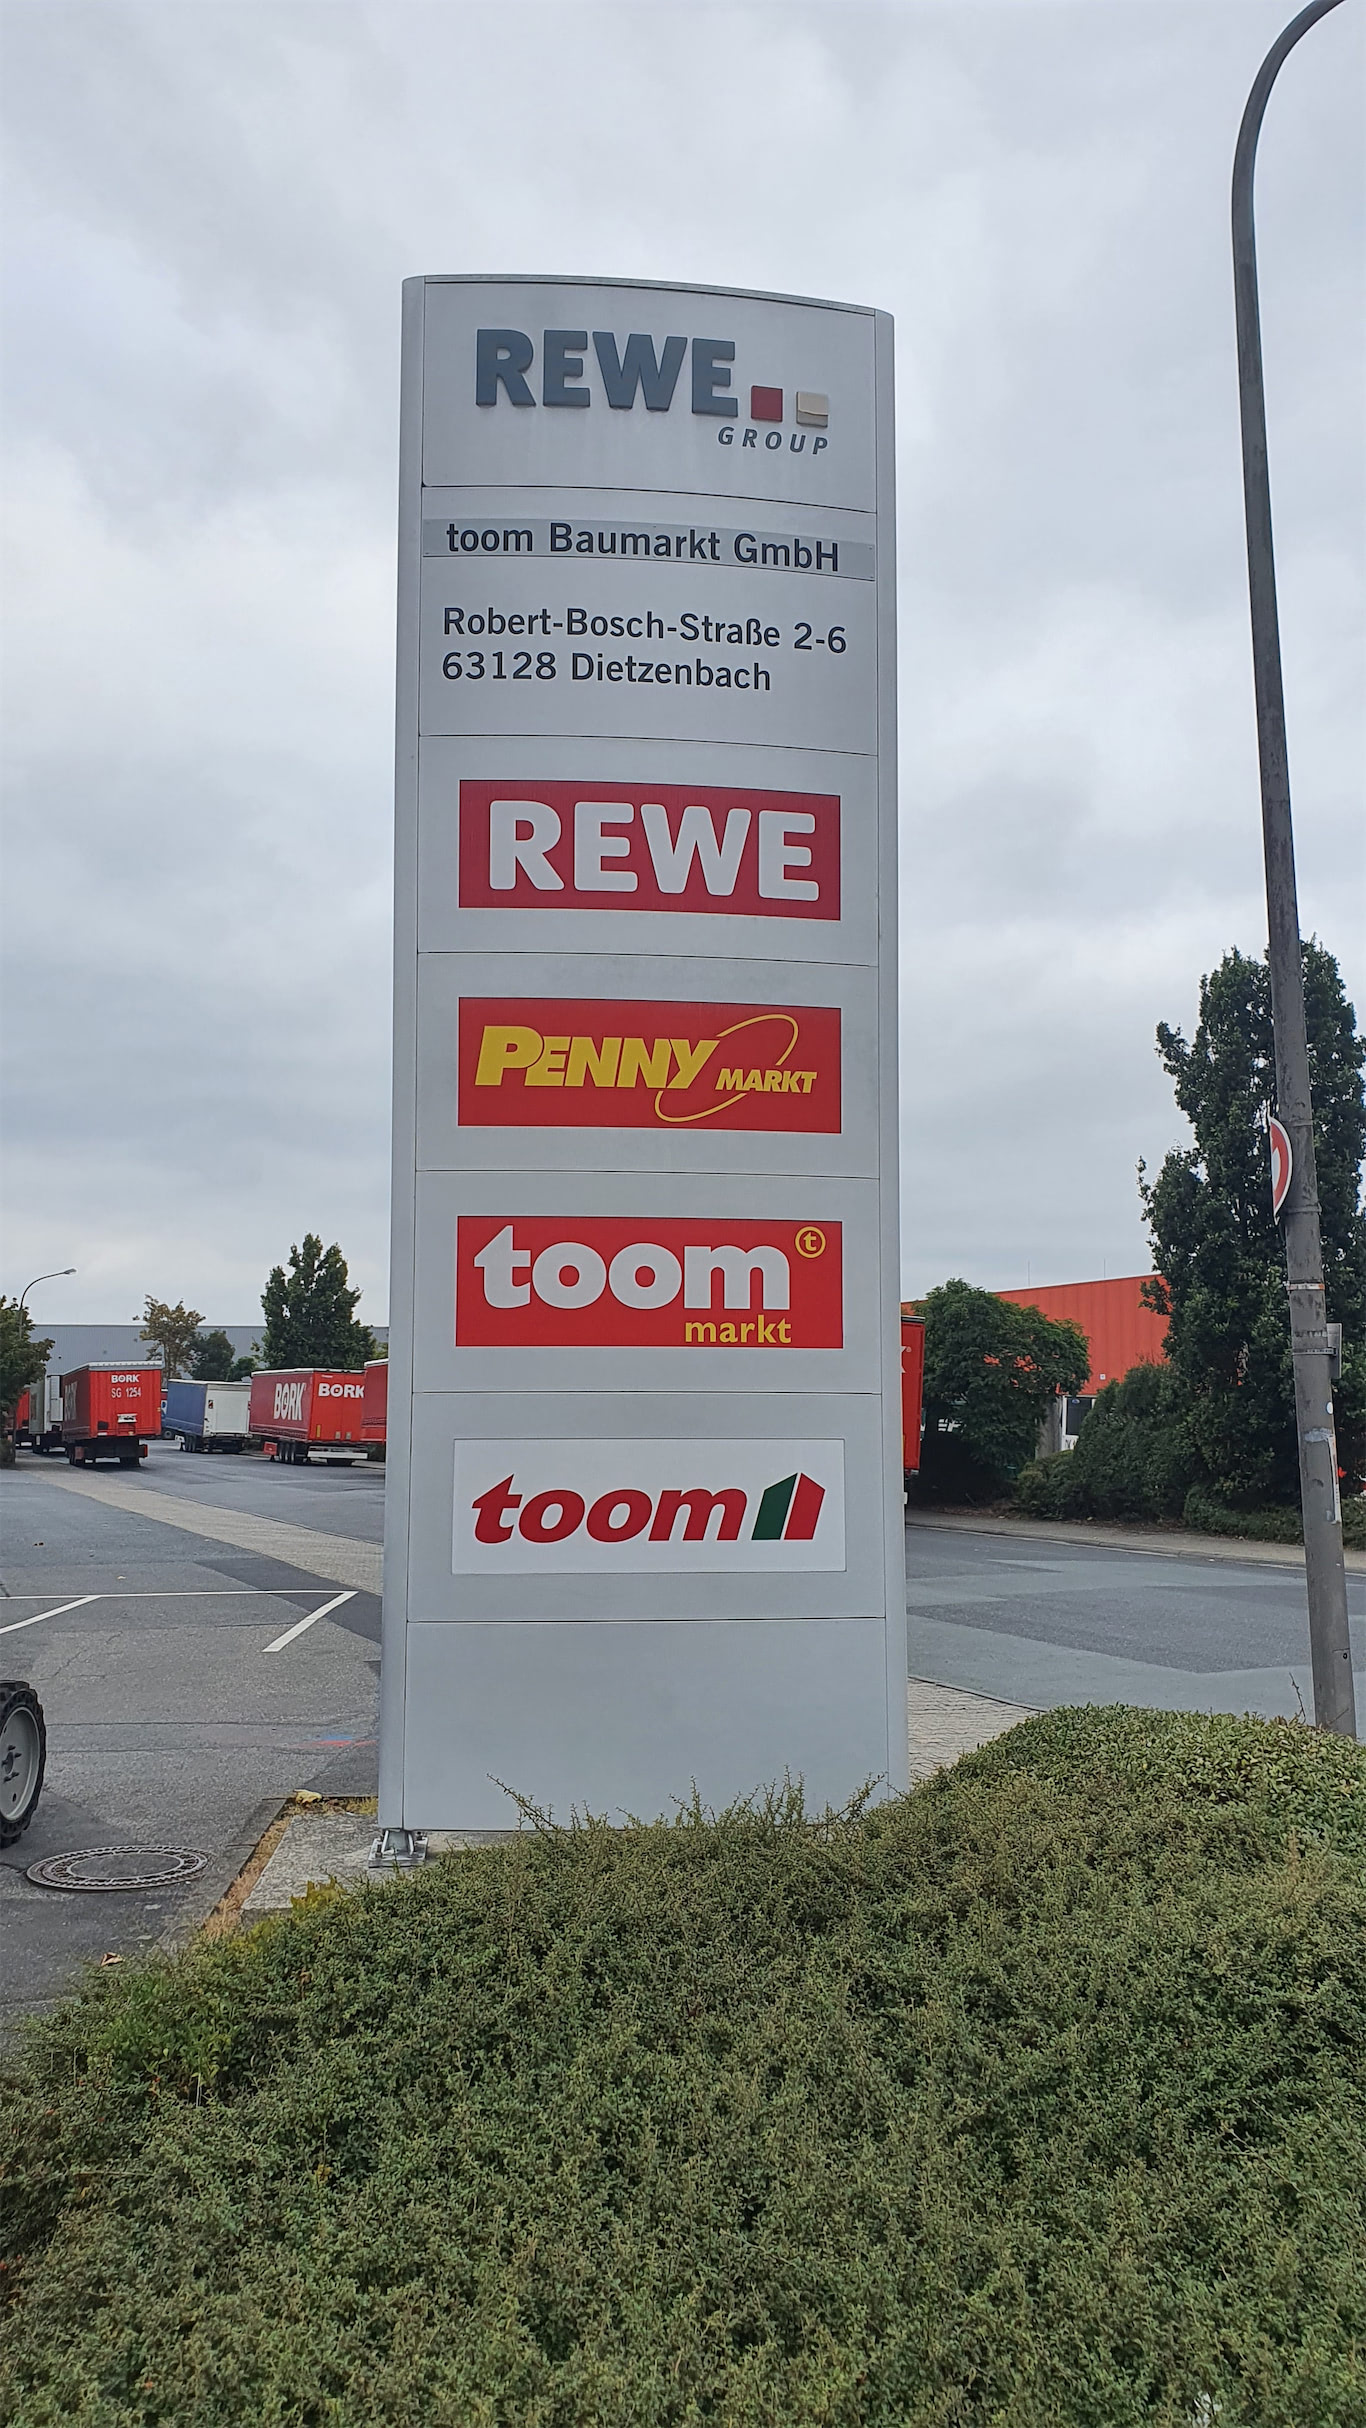 REWE
GROUP
toom Baumarkt GmbH
Robert-Bosch-Straße 2-6
63128 Dietzenbach
REWE
PENNY MARKT
toom t
markt
toom
BORK
SG 1254
BORK
BORK